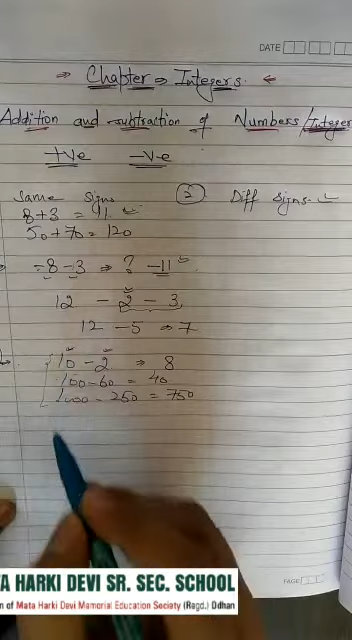 DATE
⇒ Chapter ⇒ Integers ⇐
Addition and subtraction of Numbers/Integer
+ve -ve
Same signs ② Diff Signs
8+3 = 11
50+70 = 120
-8 -3 ⇒ ? -11
12 - 2 - 3
12 - 5 ⇒ 7
10 - 2 ⇒ 8
100-60 = 40
1000 - 250 = 750
A HARKI DEVI SR. SEC. SCHOOL
n of Mata Harki Devi Memorial Education Society (Regd.) Odhan
PAGE